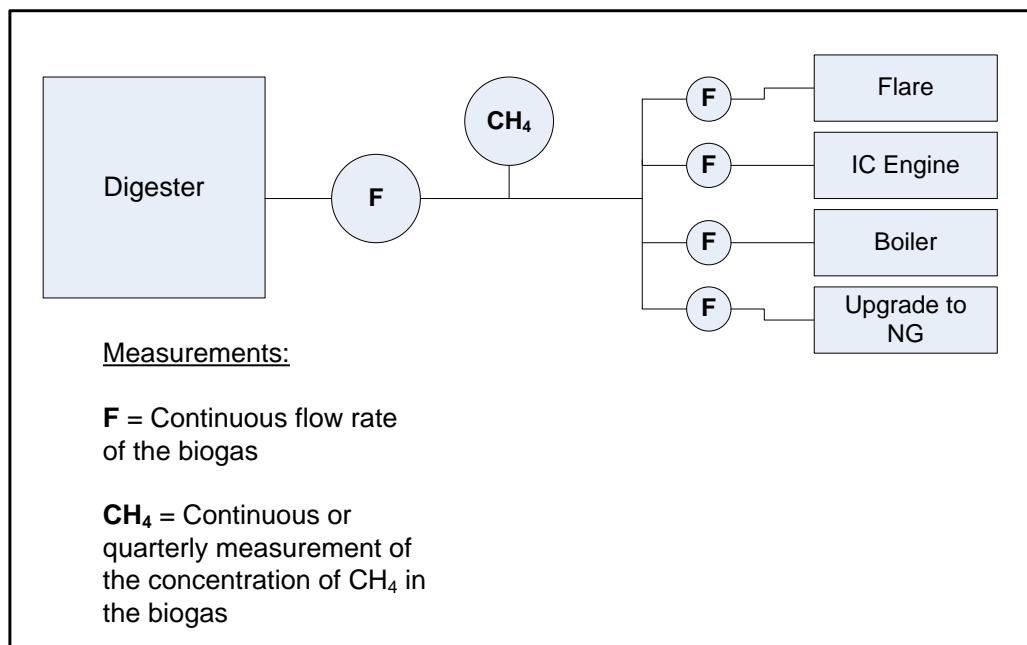 Digester
F
CH₄
F
Flare
F
IC Engine
F
Boiler
F
Upgrade to
NG
Measurements:
F = Continuous flow rate
of the biogas
CH₄ = Continuous or
quarterly measurement of
the concentration of CH₄ in
the biogas